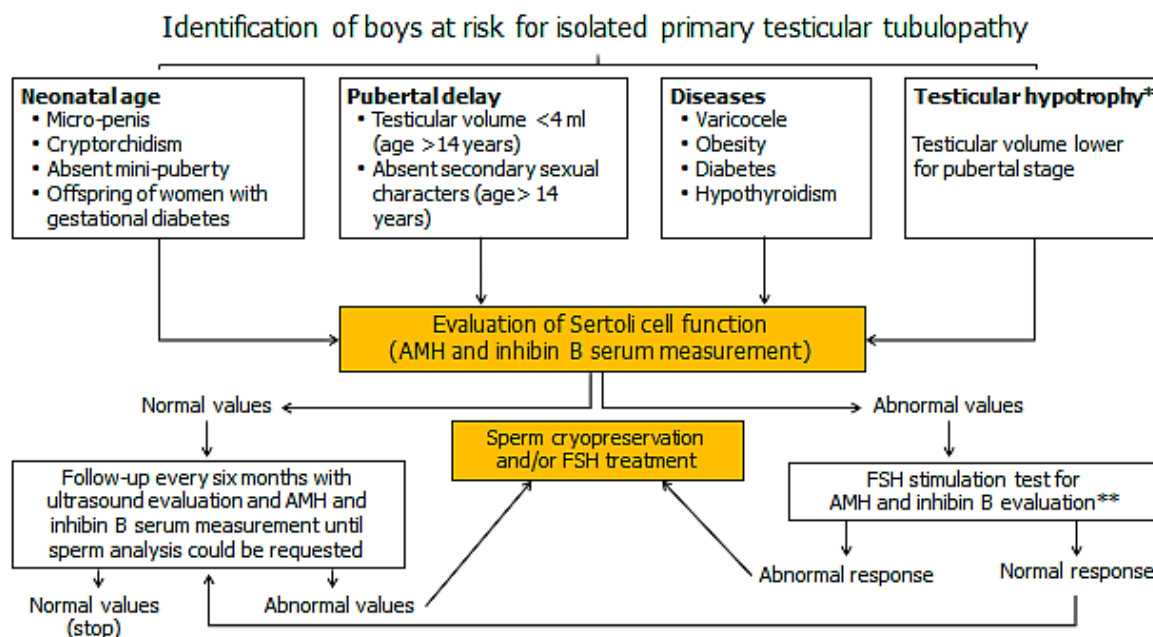 Identification of boys at risk for isolated primary testicular tubulopathy
Neonatal age
▪ Micro-penis
▪ Cryptorchidism
▪ Absent mini-puberty
▪ Offspring of women with
gestational diabetes
Pubertal delay
▪ Testicular volume <4 ml
(age >14 years)
▪ Absent secondary sexual
characters (age> 14
years)
Diseases
▪ Varicocele
▪ Obesity
▪ Diabetes
▪ Hypothyroidism
Testicular hypotrophy*
Testicular volume lower
for pubertal stage
Evaluation of Sertoli cell function
(AMH and inhibin B serum measurement)
Normal values
Abnormal values
Sperm cryopreservation
and/or FSH treatment
Follow-up every six months with
ultrasound evaluation and AMH and
inhibin B serum measurement until
sperm analysis could be requested
FSH stimulation test for
AMH and inhibin B evaluation**
Abnormal response
Normal response
Normal values
(stop)
Abnormal values